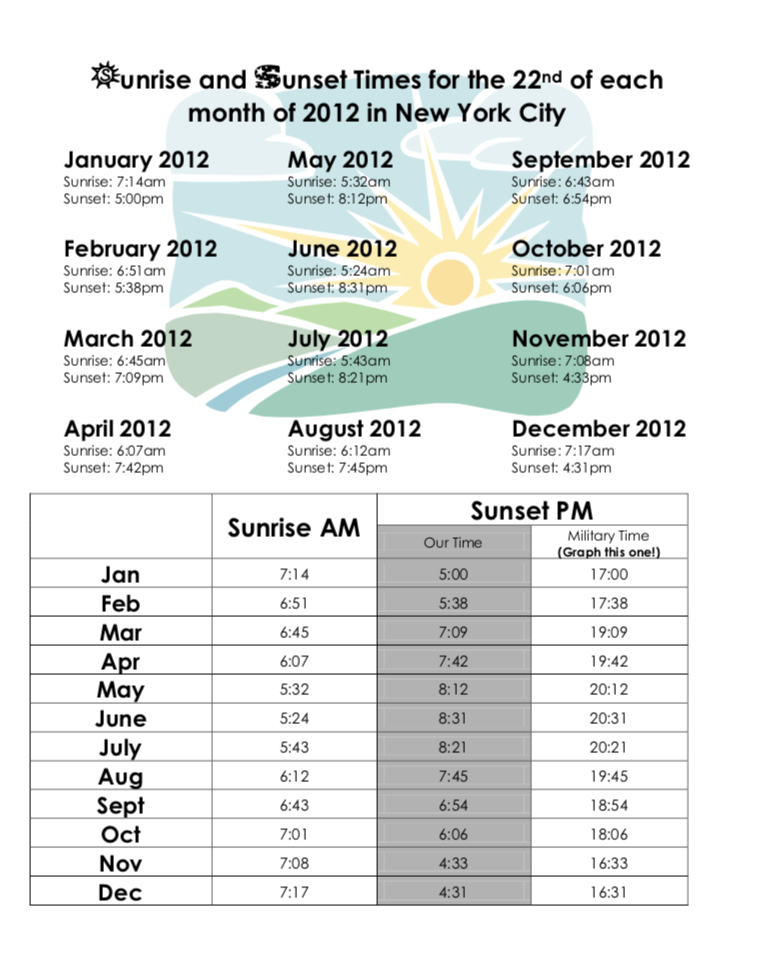 Sunrise and Sunset Times for the 22nd of each
month of 2012 in New York City
January 2012
Sunrise: 7:14am
Sunset: 5:00pm
February 2012
Sunrise: 6:51am
Sunset: 5:38pm
March 2012
Sunrise: 6:45am
Sunset: 7:09pm
April 2012
Sunrise: 6:07am
Sunset: 7:42pm
May 2012
Sunrise: 5:32am
Sunset: 8:12pm
June 2012
Sunrise: 5:24am
Sunset: 8:31pm
July 2012
Sunrise: 5:43am
Sunset: 8:21pm
August 2012
Sunrise: 6:12am
Sunset: 7:45pm
September 2012
Sunrise: 6:43am
Sunset: 6:54pm
October 2012
Sunrise: 7:01am
Sunset: 6:06pm
November 2012
Sunrise: 7:08am
Sunset: 4:33pm
December 2012
Sunrise: 7:17am
Sunset: 4:31pm
Sunrise AM
Sunset PM
Our Time
Military Time
(Graph this one!)
Jan 7:14 5:00 17:00
Feb 6:51 5:38 17:38
Mar 6:45 7:09 19:09
Apr 6:07 7:42 19:42
May 5:32 8:12 20:12
June 5:24 8:31 20:31
July 5:43 8:21 20:21
Aug 6:12 7:45 19:45
Sept 6:43 6:54 18:54
Oct 7:01 6:06 18:06
Nov 7:08 4:33 16:33
Dec 7:17 4:31 16:31